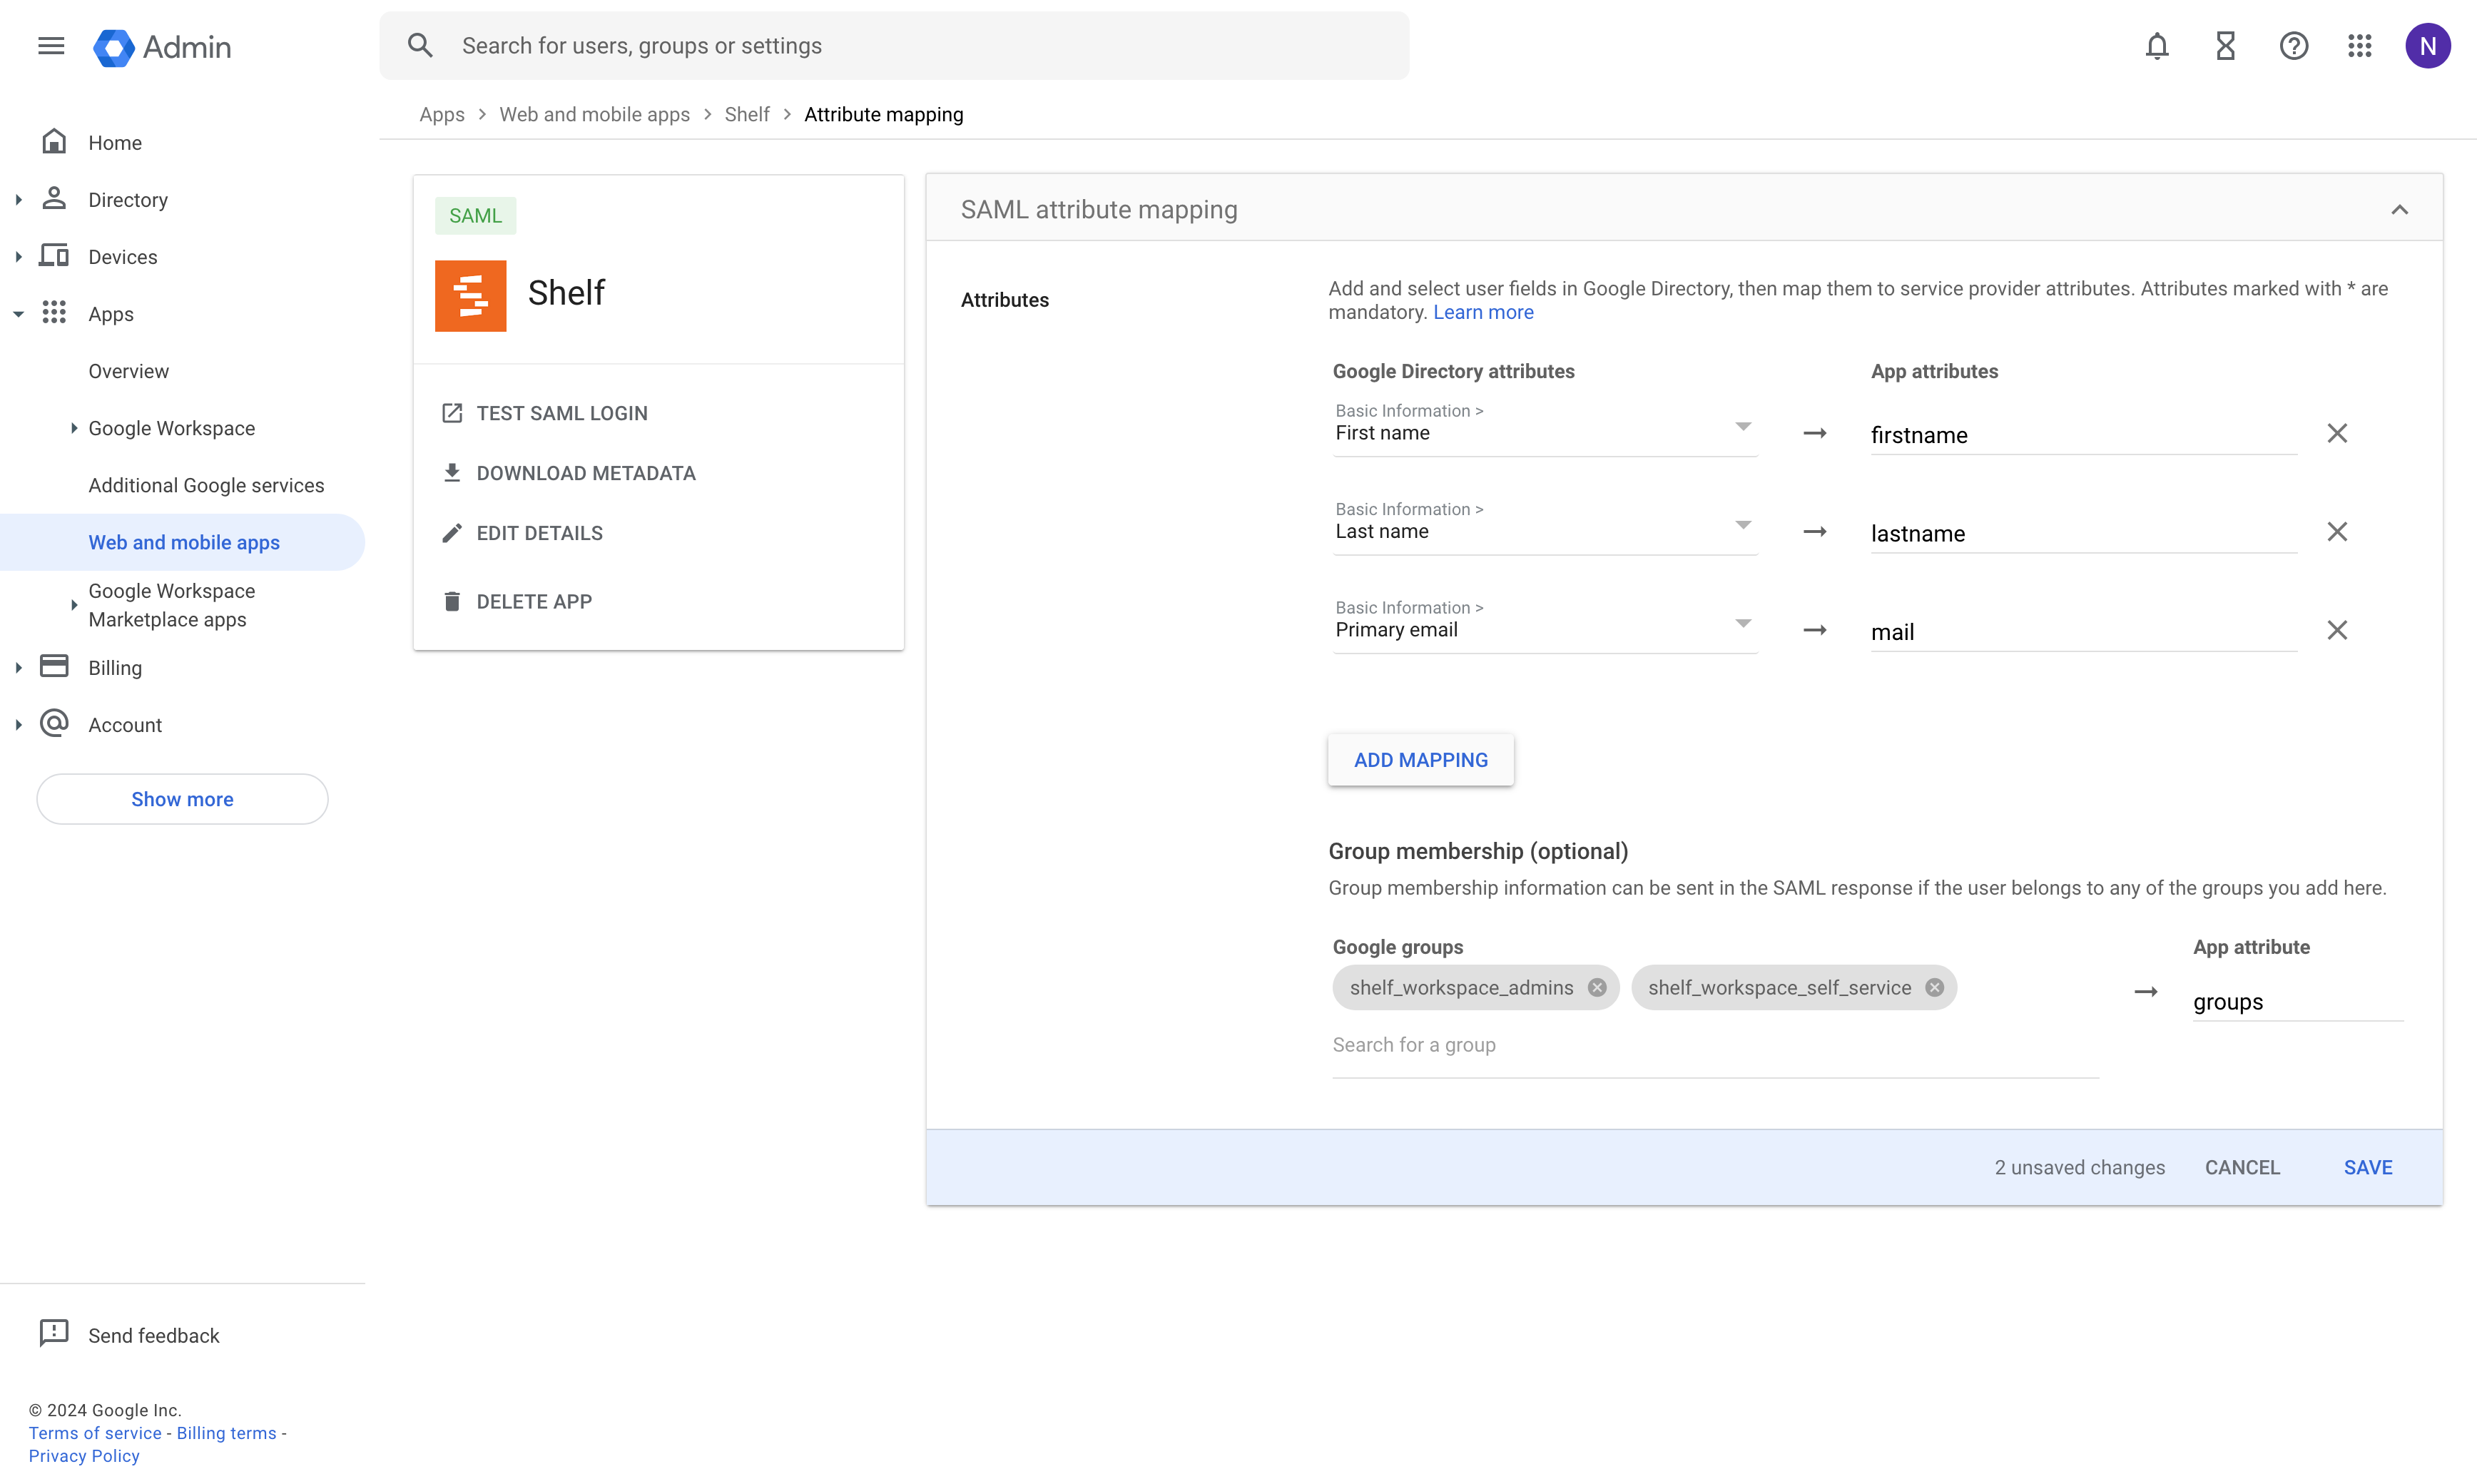 Admin
Search for users, groups or settings
N
Apps > Web and mobile apps > Shelf > Attribute mapping
Home
Directory
Devices
Apps
Overview
Google Workspace
Additional Google services
Web and mobile apps
Google Workspace
Marketplace apps
Billing
Account
Show more
Send feedback
© 2024 Google Inc.
Terms of service - Billing terms -
Privacy Policy
SAML
Shelf
TEST SAML LOGIN
DOWNLOAD METADATA
EDIT DETAILS
DELETE APP
SAML attribute mapping
Attributes
Add and select user fields in Google Directory, then map them to service provider attributes. Attributes marked with * are
mandatory. Learn more
Google Directory attributes
App attributes
Basic Information >
First name
firstname
Basic Information >
Last name
lastname
Basic Information >
Primary email
mail
ADD MAPPING
Group membership (optional)
Group membership information can be sent in the SAML response if the user belongs to any of the groups you add here.
Google groups
App attribute
shelf_workspace_admins
shelf_workspace_self_service
groups
Search for a group
2 unsaved changes
CANCEL
SAVE